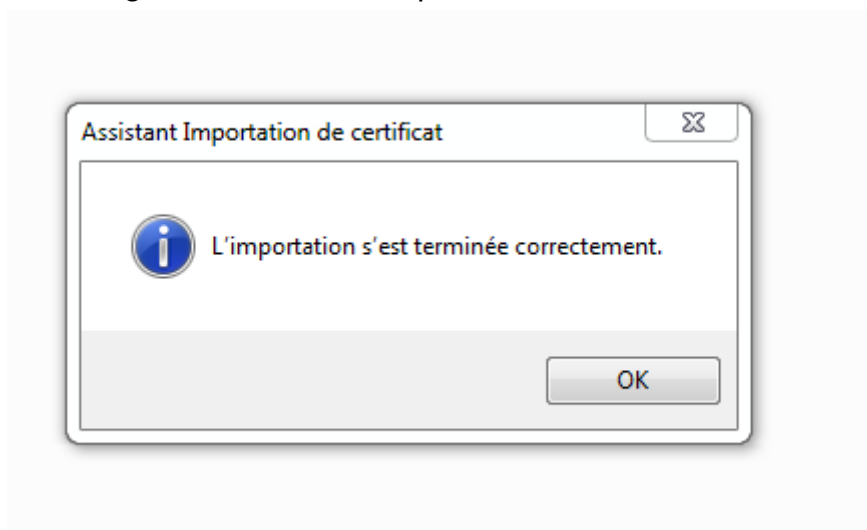 Assistant Importation de certificat
L'importation s'est terminée correctement.
OK